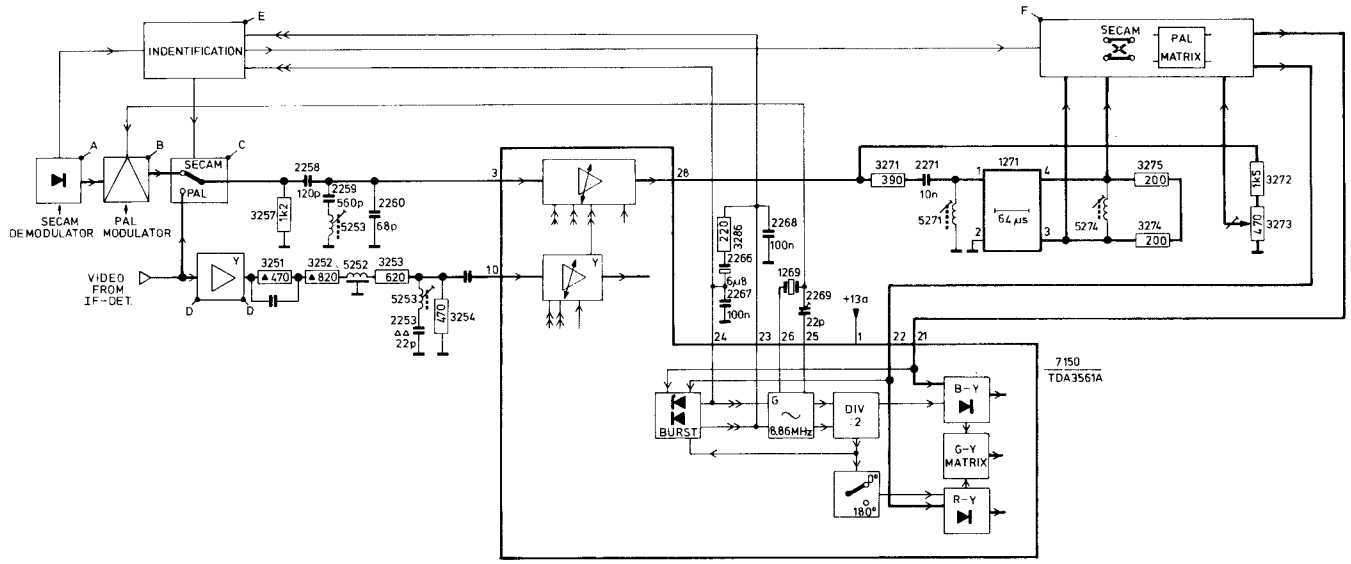 E
INDENTIFICATION
F
SECAM
PAL
MATRIX
A
B
C
SECAM
PAL
SECAM
DEMODULATOR
PAL
MODULATOR
2258
120p
2259
560p
5253
2260
68p
3257
1k2
3
28
3271
390
2271
10n
1271
1
4
64 µs
2
3
5271
5274
3275
200
3274
200
1k5
3272
470
3273
VIDEO
FROM
IF-DET.
Y
D
D
3251
470
3252
820
5252
3253
620
5253
2253
22p
470
3254
10
Y
220
3286
2266
6µ8
2267
100n
2268
100n
1269
2269
22p
+13a
24
23
26
25
1
22
21
7150
TDA3561A
BURST
G
8.86MHz
DIV
:2
0°
180°
B-Y
G-Y
MATRIX
R-Y